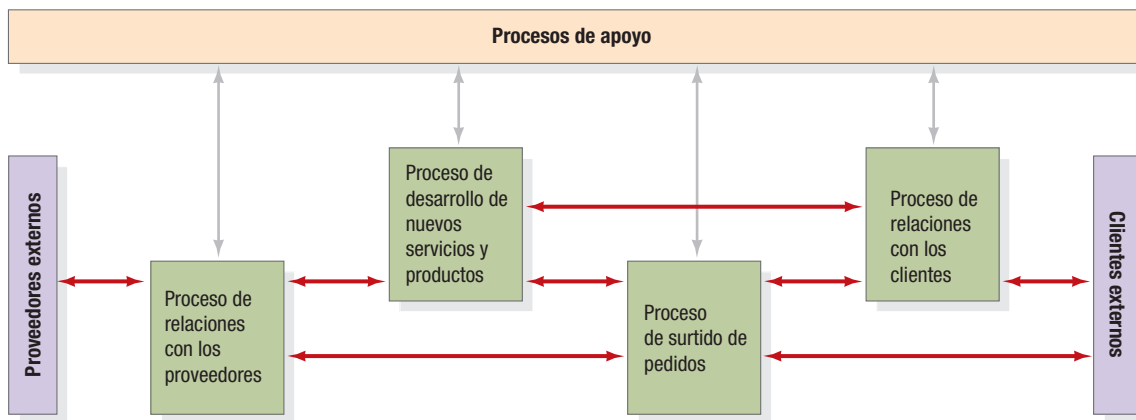 Procesos de apoyo
Proveedores externos
Proceso de
relaciones
con los
proveedores
Proceso de
desarrollo de
nuevos
servicios y
productos
Proceso
de surtido de
pedidos
Proceso de
relaciones
con los
clientes
Clientes externos